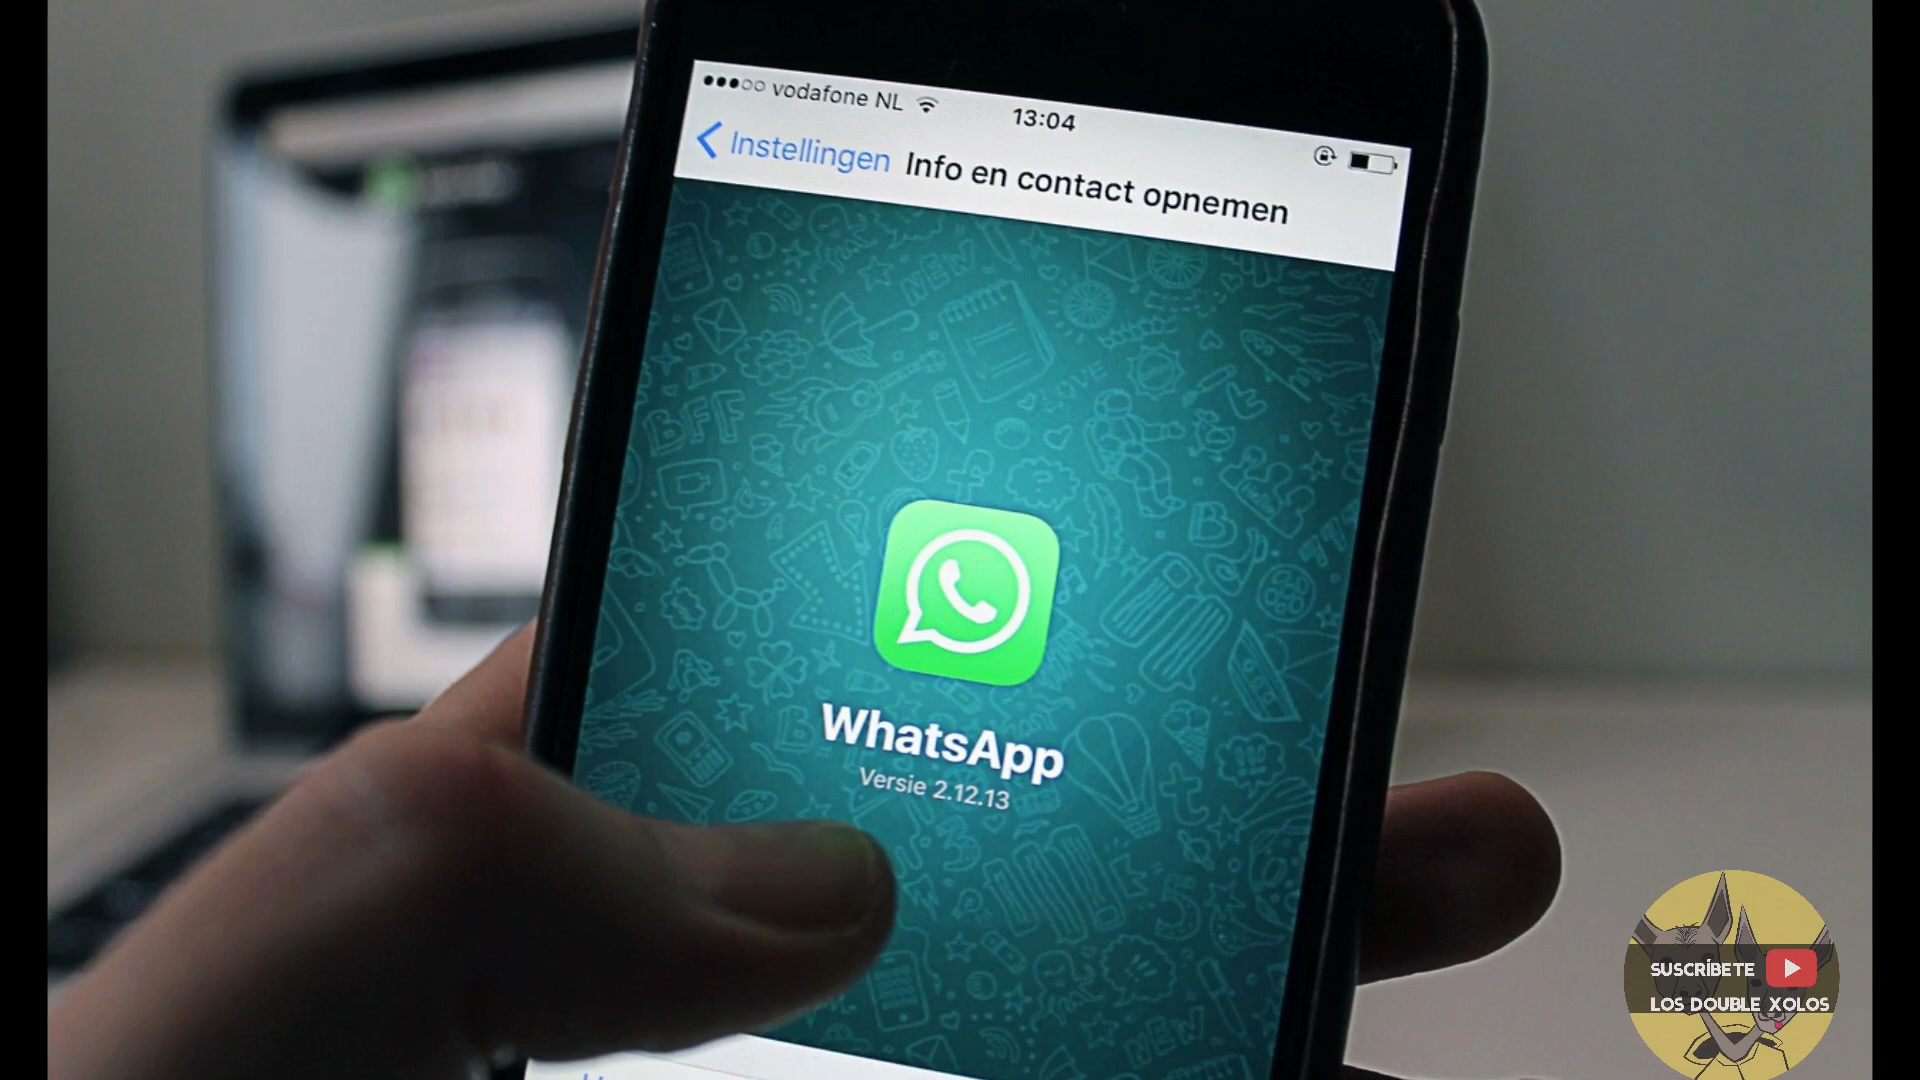 vodafone NL 13:04
Instellingen Info en contact opnemen
WhatsApp
Versie 2.12.13
SUSCRÍBETE
LOS DOUBLE XOLOS